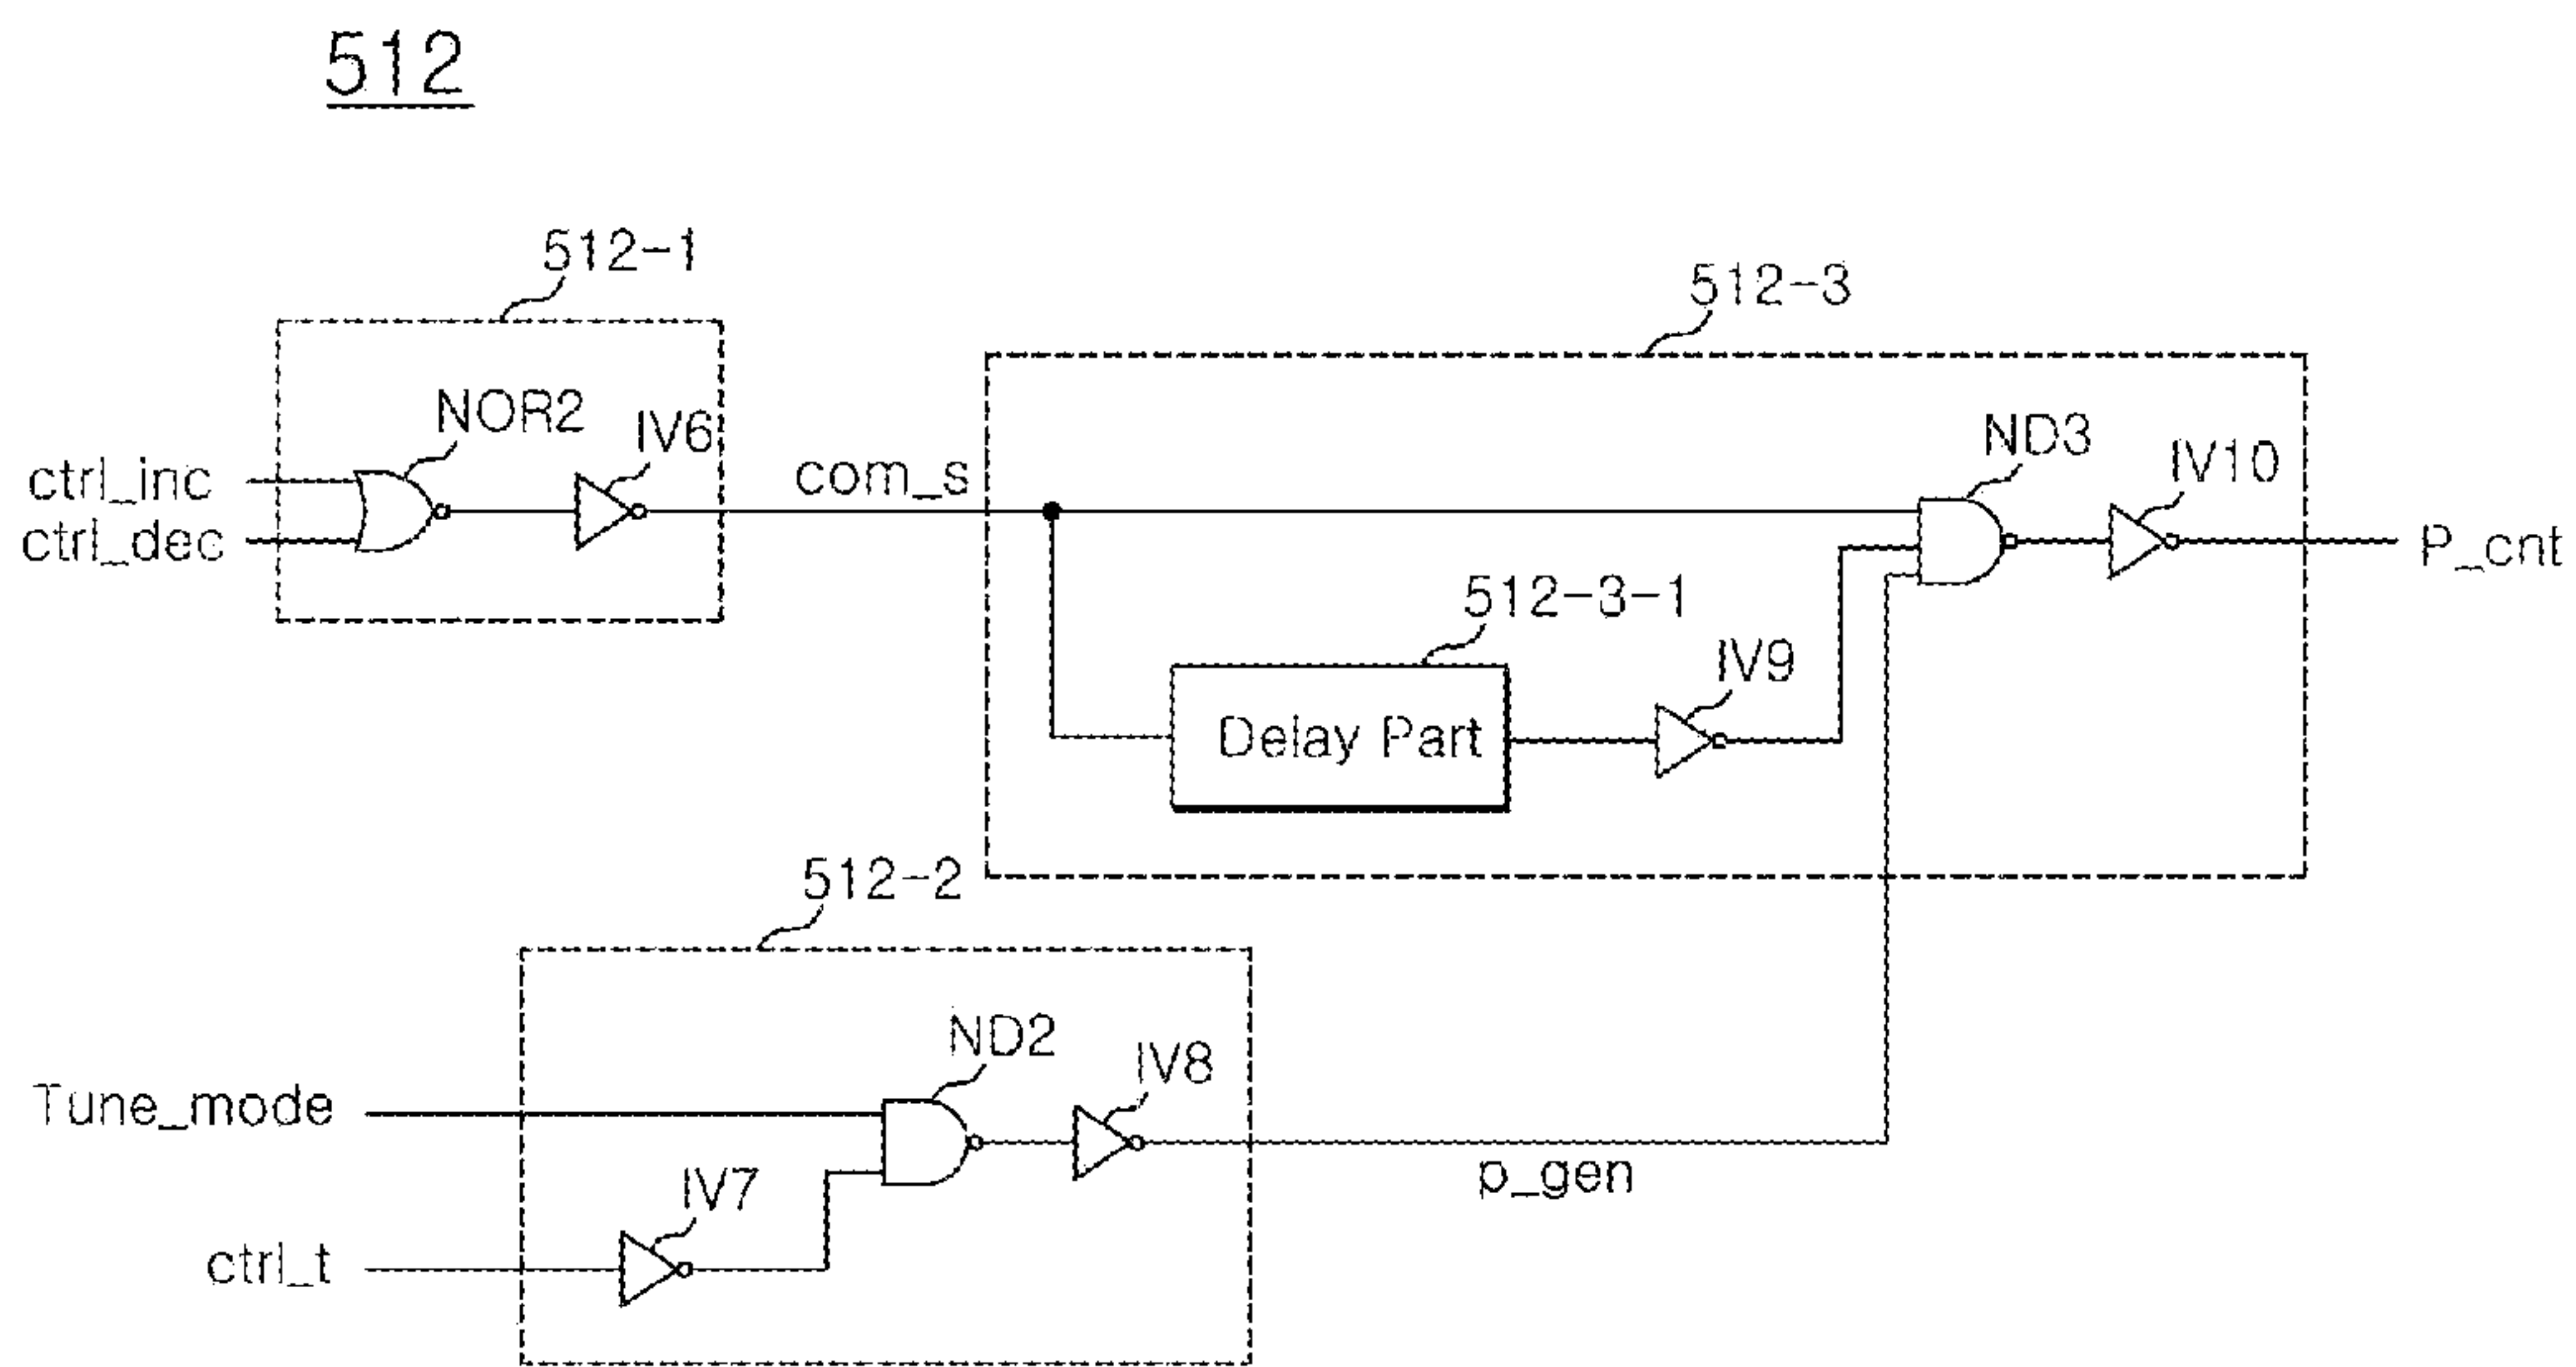 512
512-1
512-3
NOR2
IV6
ND3
IV10
ctrl_inc
com_s
ctrl_dec
P_cnt
512-3-1
IV9
Delay Part
512-2
ND2
IV8
Tune_mode
IV7
p_gen
ctrl_t